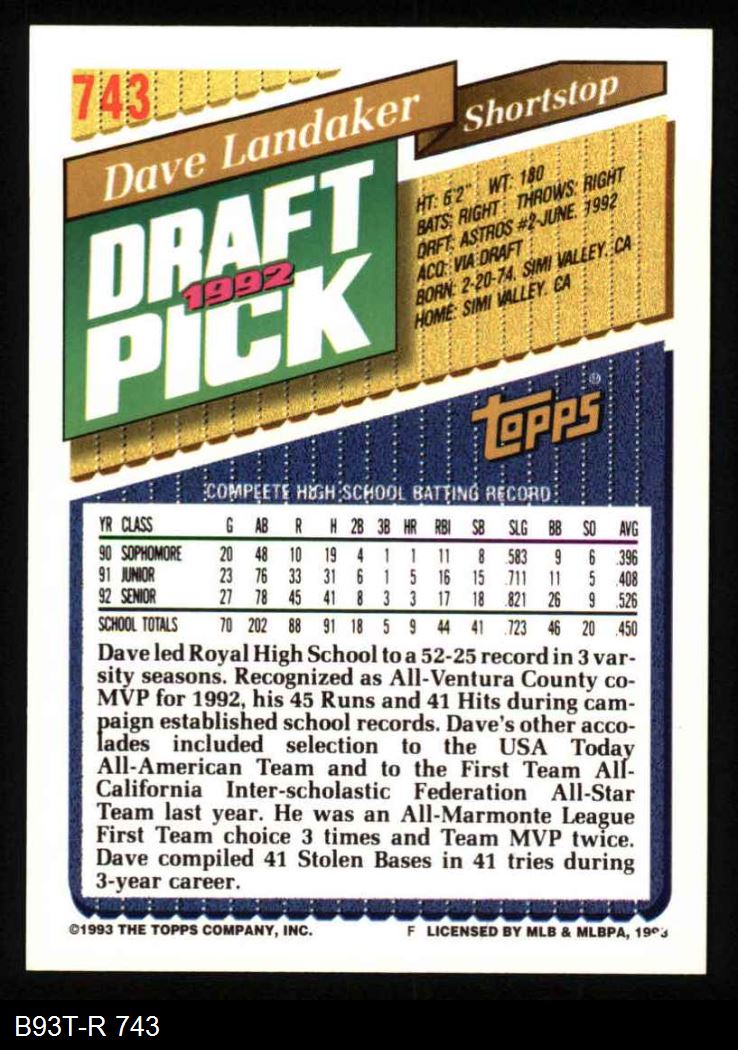 743
Dave Landaker
Shortstop
DRAFT
1992
PICK
HT: 6'2" WT: 180
BATS: RIGHT THROWS: RIGHT
DRFT: ASTROS #2-JUNE, 1992
ACQ: VIA DRAFT
BORN: 2-20-74, SIMI VALLEY, CA
HOME: SIMI VALLEY, CA
TOPPS ®
COMPLETE HIGH SCHOOL BATTING RECORD
YR CLASS G AB R H 2B 3B HR RBI SB SLG BB SO AVG
90 SOPHOMORE 20 48 10 19 4 1 1 11 8 .583 9 6 .396
91 JUNIOR 23 76 33 31 6 1 5 16 15 .711 11 5 .408
92 SENIOR 27 78 45 41 8 3 3 17 18 .821 26 9 .526
SCHOOL TOTALS 70 202 88 91 18 5 9 44 41 .723 46 20 .450
Dave led Royal High School to a 52-25 record in 3 var-
sity seasons. Recognized as All-Ventura County co-
MVP for 1992, his 45 Runs and 41 Hits during cam-
paign established school records. Dave's other acco-
lades included selection to the USA Today
All-American Team and to the First Team All-
California Inter-scholastic Federation All-Star
Team last year. He was an All-Marmonte League
First Team choice 3 times and Team MVP twice.
Dave compiled 41 Stolen Bases in 41 tries during
3-year career.
©1993 THE TOPPS COMPANY, INC. F LICENSED BY MLB & MLBPA, 1993
B93T-R 743